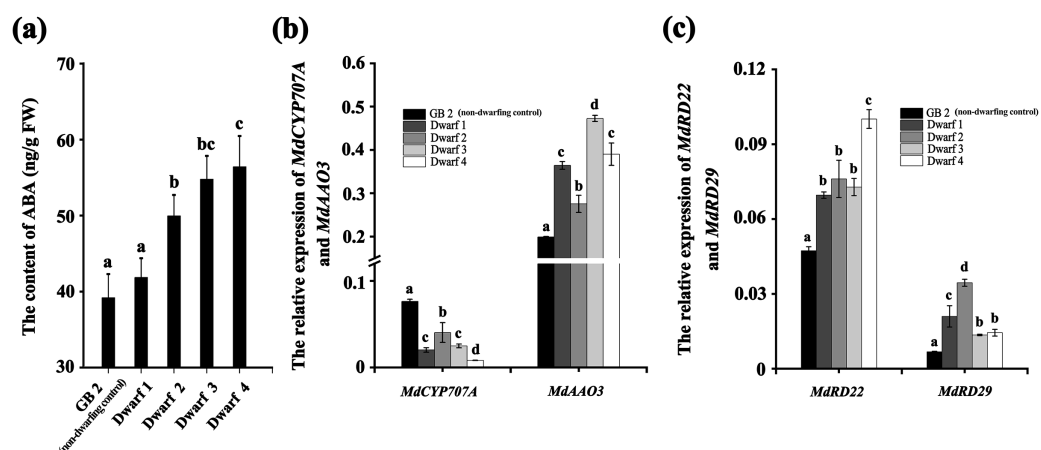 (a)
The content of ABA (ng/g FW)
70
60
50
40
30
a
a
b
bc
c
GB 2
(non-dwarfing control)
Dwarf 1
Dwarf 2
Dwarf 3
Dwarf 4
(b)
The relative expression of MdCYP707A
and MdAAO3
0.6
0.5
0.4
0.3
0.2
0.1
0
GB 2 (non-dwarfing control)
Dwarf 1
Dwarf 2
Dwarf 3
Dwarf 4
a
c
b
c
d
a
c
b
d
c
MdCYP707A
MdAAO3
(c)
The relative expression of MdRD22
and MdRD29
0.12
0.09
0.06
0.03
0.00
GB 2 (non-dwarfing control)
Dwarf 1
Dwarf 2
Dwarf 3
Dwarf 4
a
b
b
b
c
a
c
d
b
b
MdRD22
MdRD29